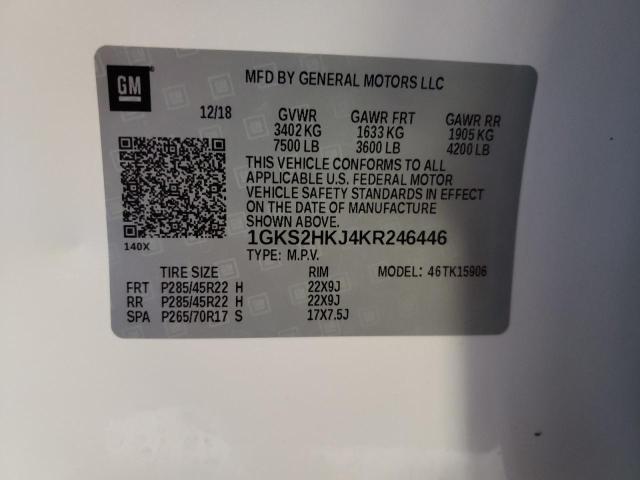 GM
MFD BY GENERAL MOTORS LLC
12/18 GVWR GAWR FRT GAWR RR
3402 KG 1633 KG 1905 KG
7500 LB 3600 LB 4200 LB
THIS VEHICLE CONFORMS TO ALL
APPLICABLE U.S. FEDERAL MOTOR
VEHICLE SAFETY STANDARDS IN EFFECT
ON THE DATE OF MANUFACTURE
SHOWN ABOVE.
140X 1GKS2HKJ4KR246446
TYPE: M.P.V.
TIRE SIZE RIM MODEL: 46TK15906
FRT P285/45R22 H 22X9J
RR P285/45R22 H 22X9J
SPA P265/70R17 S 17X7.5J